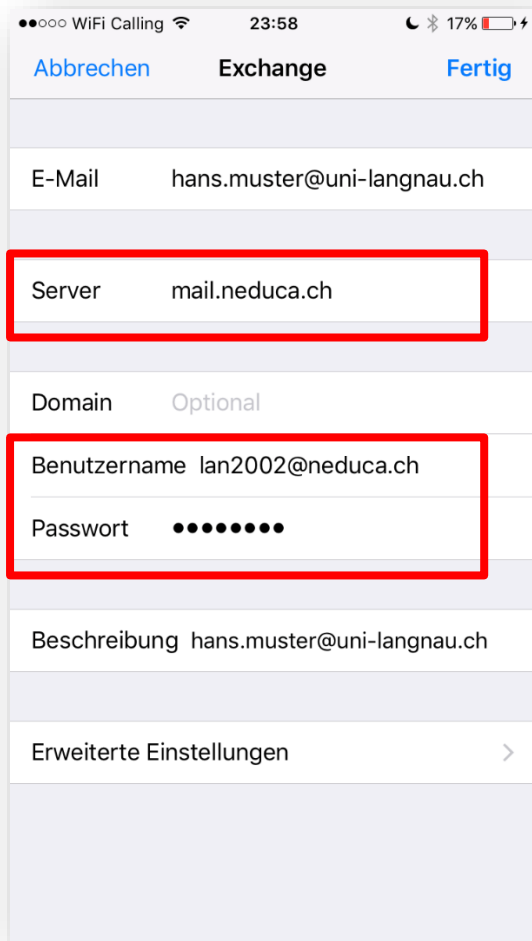 WiFi Calling 23:58 17%
Abbrechen Exchange Fertig
E-Mail hans.muster@uni-langnau.ch
Server mail.neduca.ch
Domain Optional
Benutzername lan2002@neduca.ch
Passwort ●●●●●●●●
Beschreibung hans.muster@uni-langnau.ch
Erweiterte Einstellungen